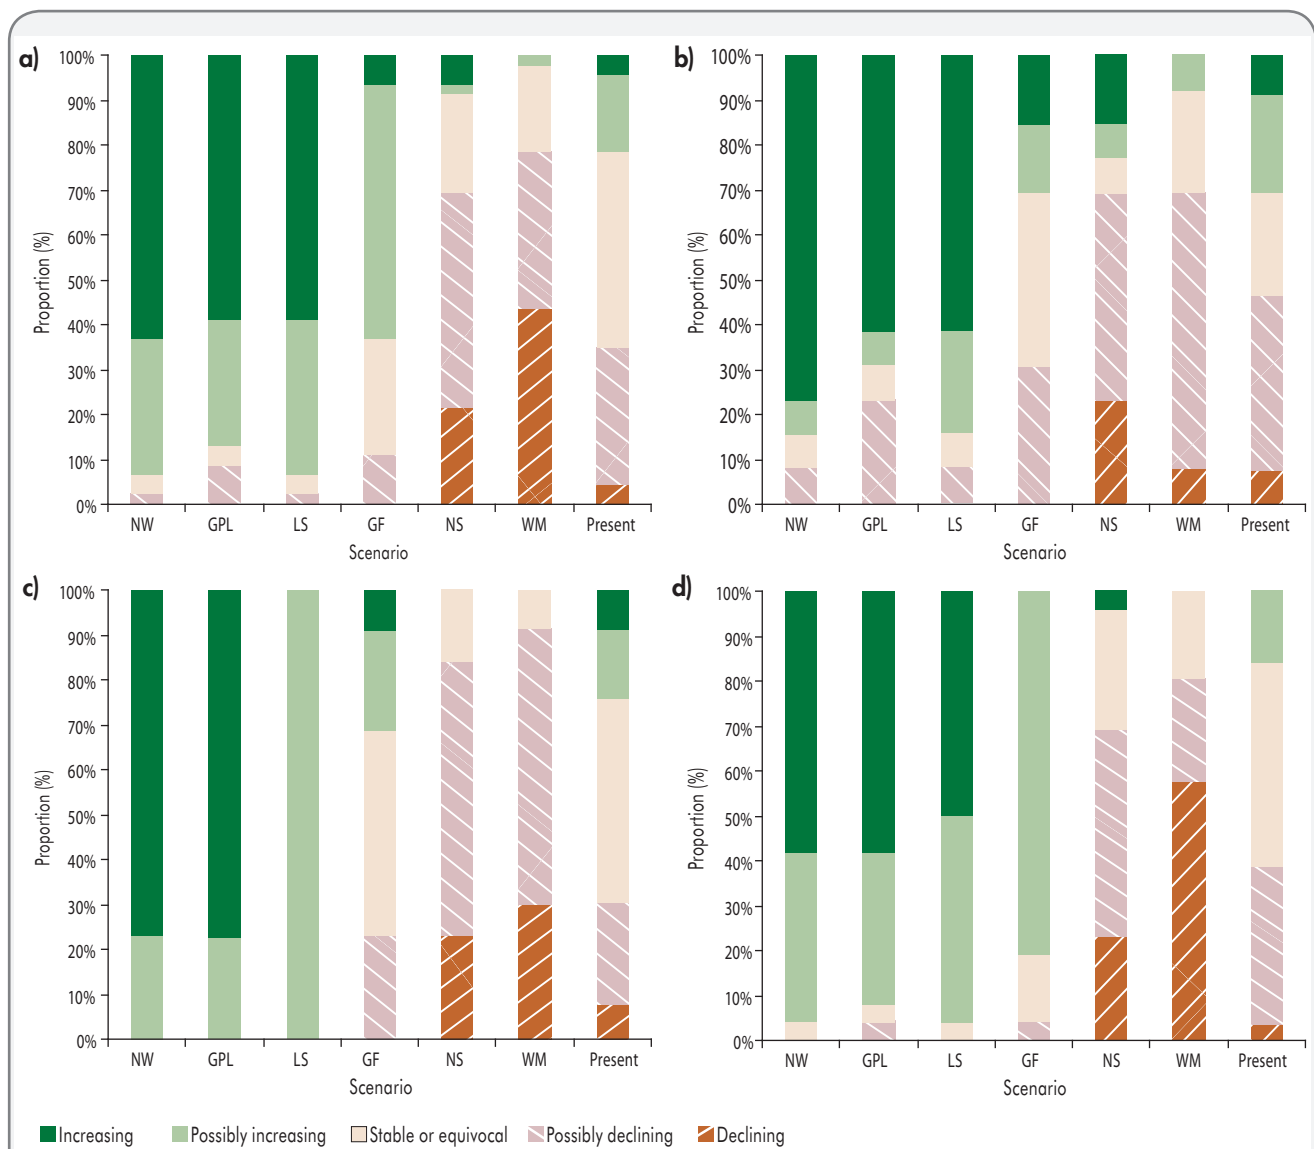 a)
100%
90%
80%
70%
60%
50%
40%
30%
20%
10%
0%
Proportion (%)
NW GPL LS GF NS WM Present
Scenario
b)
100%
90%
80%
70%
60%
50%
40%
30%
20%
10%
0%
Proportion (%)
NW GPL LS GF NS WM Present
Scenario
c)
100%
90%
80%
70%
60%
50%
40%
30%
20%
10%
0%
Proportion (%)
NW GPL LS GF NS WM Present
Scenario
d)
100%
90%
80%
70%
60%
50%
40%
30%
20%
10%
0%
Proportion (%)
NW GPL LS GF NS WM Present
Scenario
Increasing Possibly increasing Stable or equivocal Possibly declining Declining